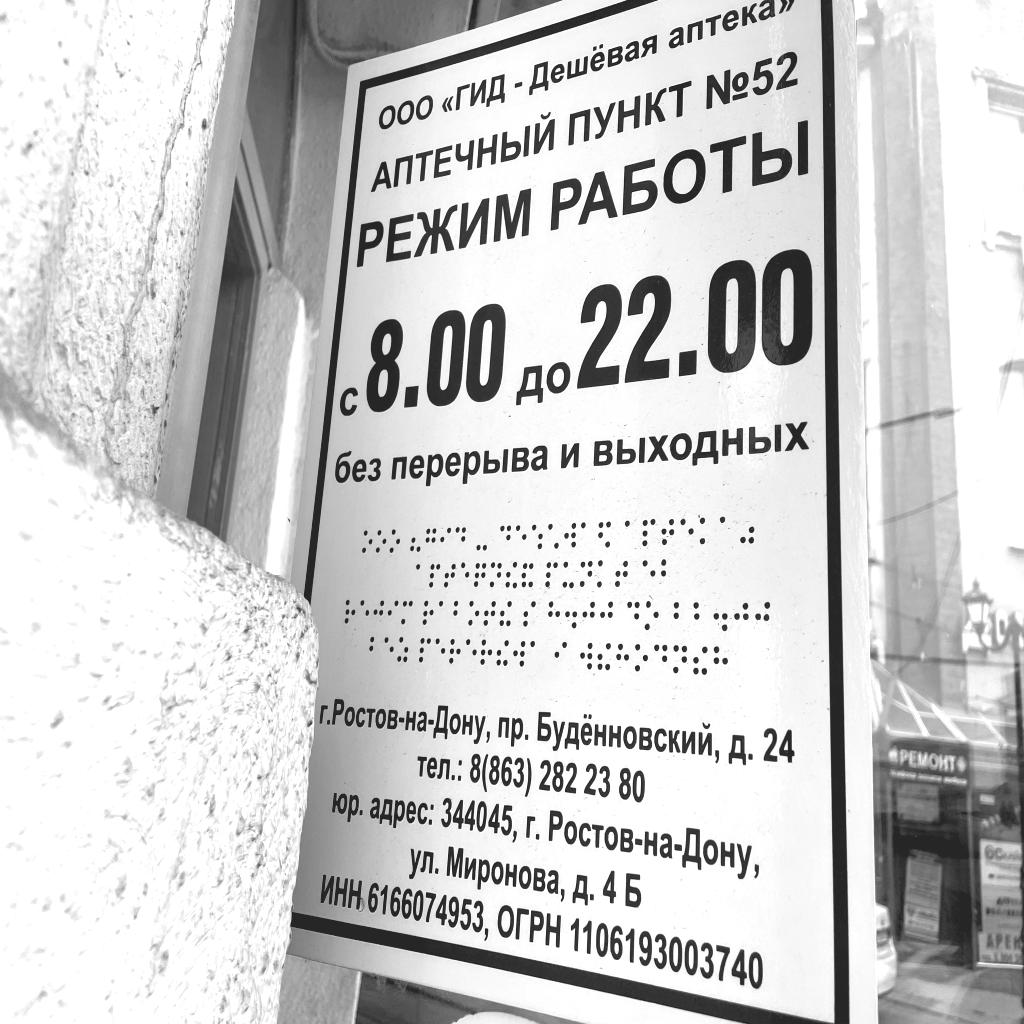 ООО «ГИД - Дешёвая аптека»
АПТЕЧНЫЙ ПУНКТ №52
РЕЖИМ РАБОТЫ
с 8.00 до 22.00
без перерыва и выходных
г.Ростов-на-Дону, пр. Будённовский, д. 24
тел.: 8(863) 282 23 80
юр. адрес: 344045, г. Ростов-на-Дону,
ул. Миронова, д. 4 Б
ИНН 6166074953, ОГРН 1106193003740
РЕМОНТ